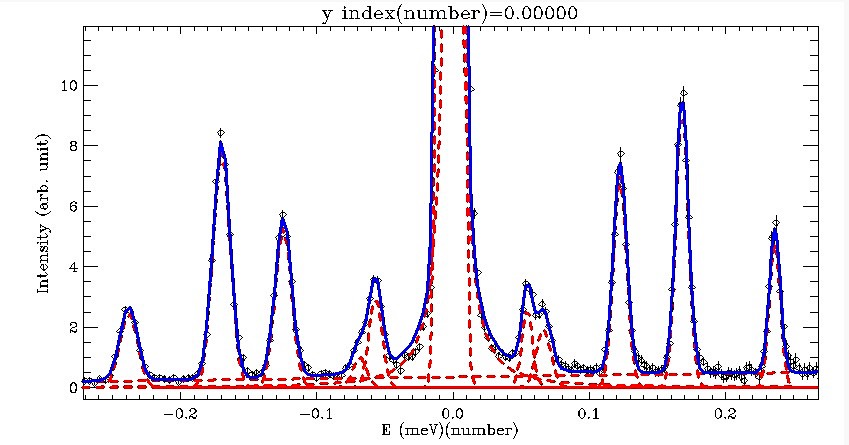 y index(number)=0.00000
Intensity (arb. unit)
10
8
6
4
2
0
−0.2 −0.1 0.0 0.1 0.2
E (meV)(number)